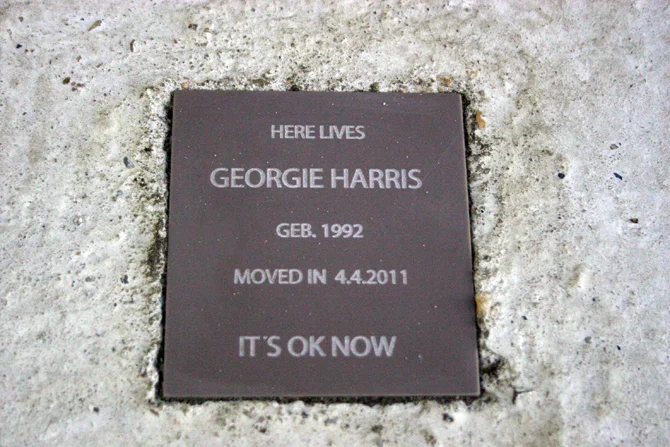 HERE LIVES
GEORGIE HARRIS
GEB. 1992
MOVED IN 4.4.2011
IT´S OK NOW